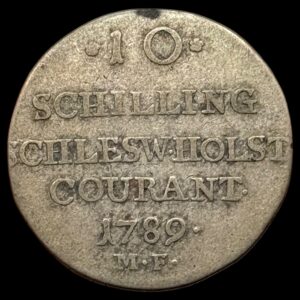 · 10 ·
SCHILLING
SCHLESW.HOLST
COURANT.
1789 ·
M·F·